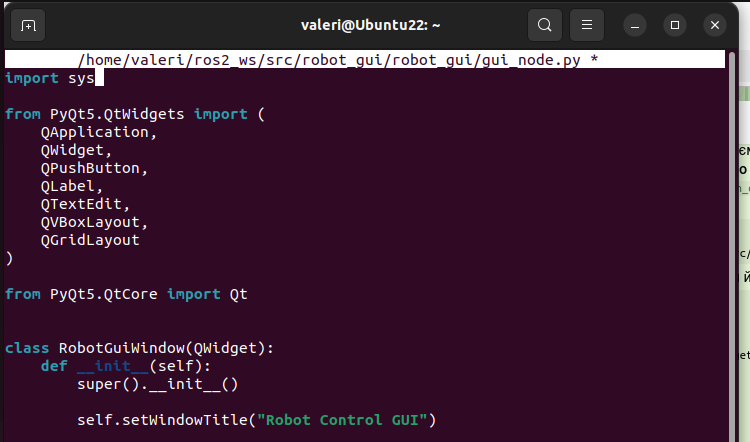 valeri@Ubuntu22: ~
/home/valeri/ros2_ws/src/robot_gui/robot_gui/gui_node.py *
import sys
from PyQt5.QtWidgets import (
    QApplication,
    QWidget,
    QPushButton,
    QLabel,
    QTextEdit,
    QVBoxLayout,
    QGridLayout
)
from PyQt5.QtCore import Qt
class RobotGuiWindow(QWidget):
    def __init__(self):
        super().__init__()
        self.setWindowTitle("Robot Control GUI")